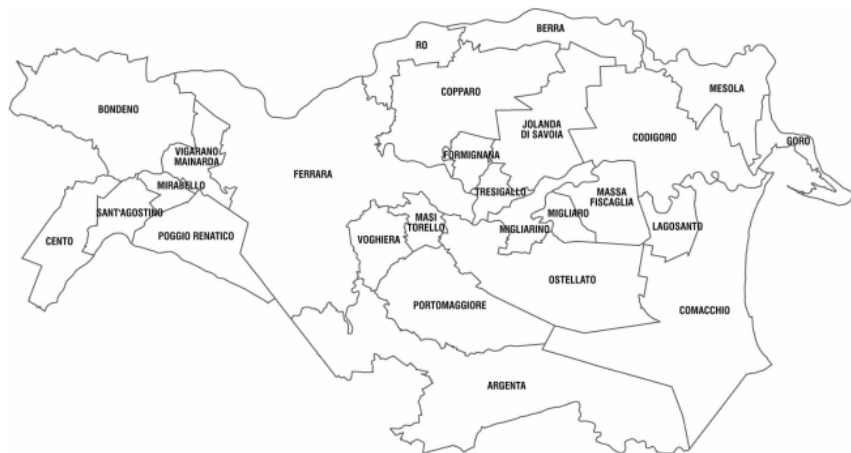 BERRA
RO
MESOLA
COPPARO
BONDENO
JOLANDA
DI SAVOIA
CODIGORO
GORO
VIGARANO
MAINARDA
FORMIGNANA
FERRARA
MIRABELLO
TRESIGALLO
MASSA
FISCAGLIA
SANT'AGOSTINO
MIGLIARO
MASI
TORELLO
LAGOSANTO
MIGLIARINO
CENTO
POGGIO RENATICO
VOGHIERA
OSTELLATO
PORTOMAGGIORE
COMACCHIO
ARGENTA